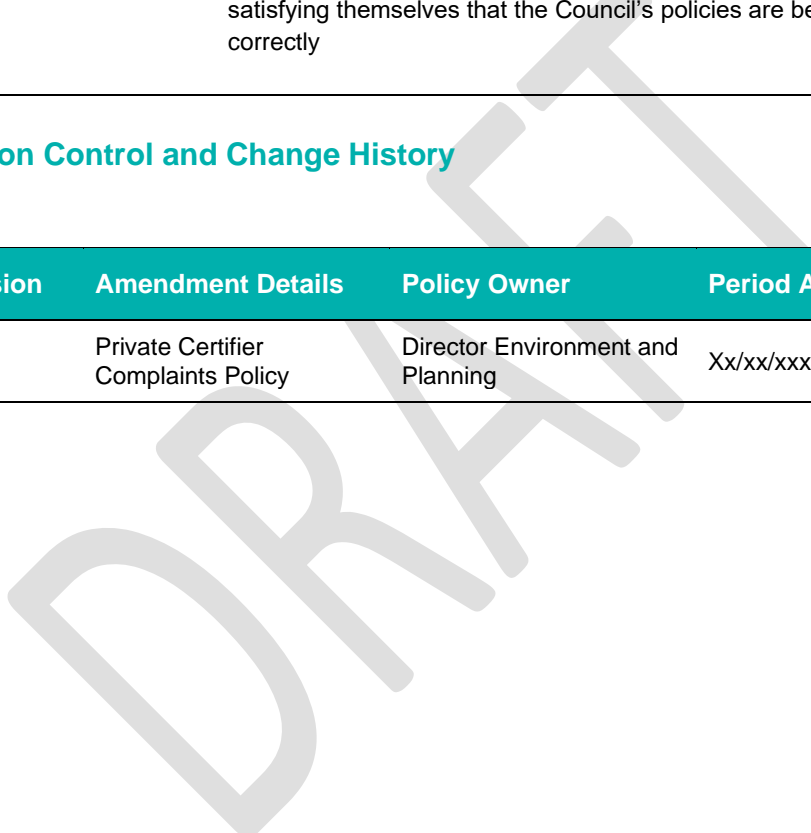 satisfying themselves that the Council's policies are be
correctly
on Control and Change History
sion Amendment Details Policy Owner Period A
Private Certifier Director Environment and
Complaints Policy Planning Xx/xx/xxx
DRAFT